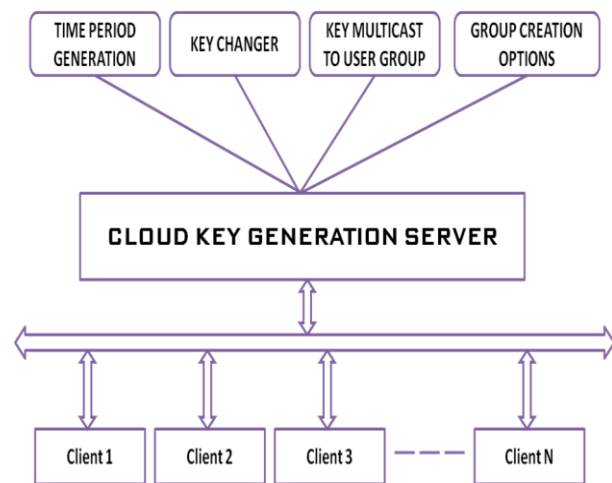 TIME PERIOD
GENERATION
KEY CHANGER
KEY MULTICAST
TO USER GROUP
GROUP CREATION
OPTIONS
CLOUD KEY GENERATION SERVER
Client 1
Client 2
Client 3
Client N